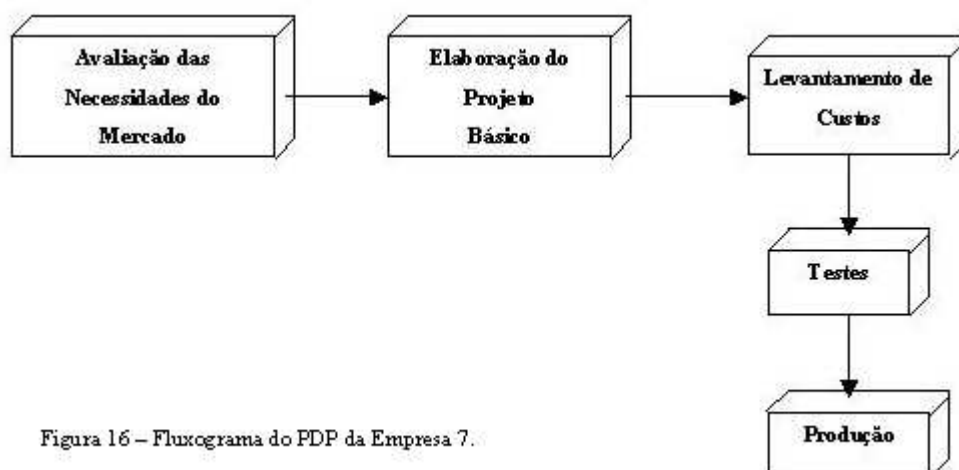 Avaliação das
Necessidades do
Mercado
Elaboração do
Projeto
Básico
Levantamento de
Custos
Testes
Produção
Figura 16 – Fluxograma do PDP da Empresa 7.